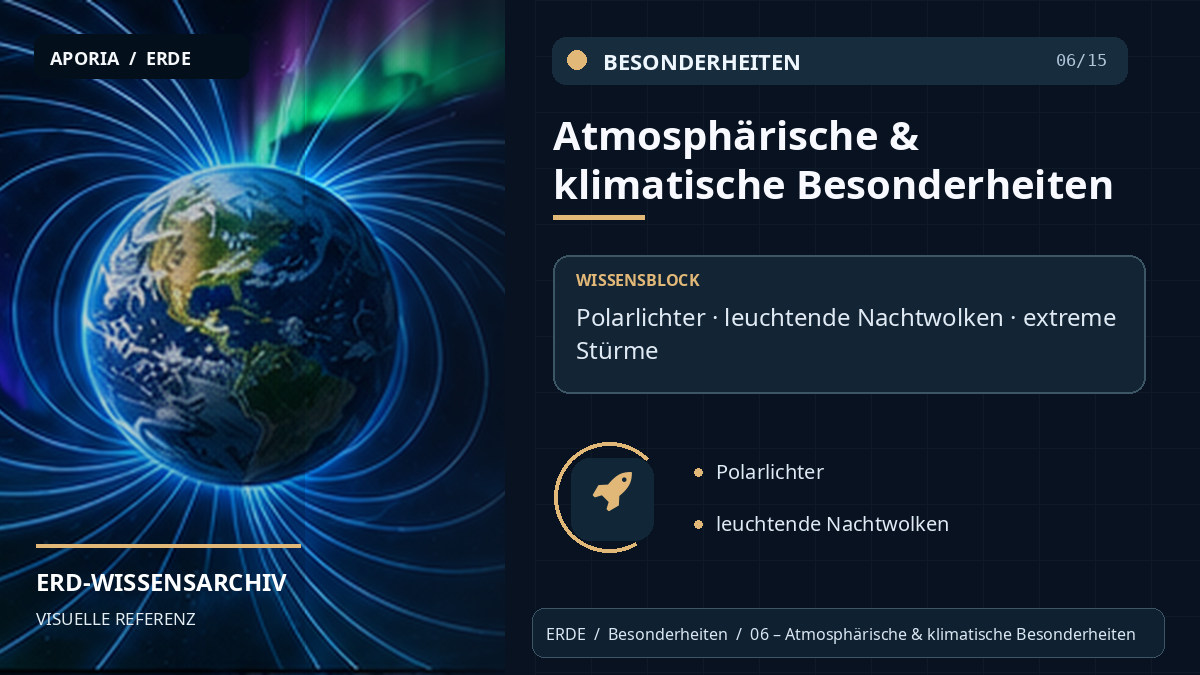 APORIA / ERDE
ERD-WISSENSARCHIV
VISUELLE REFERENZ
BESONDERHEITEN
06/15
Atmosphärische &
klimatische Besonderheiten
WISSENSBLOCK
Polarlichter · leuchtende Nachtwolken · extreme
Stürme
Polarlichter
leuchtende Nachtwolken
ERDE / Besonderheiten / 06 – Atmosphärische & klimatische Besonderheiten